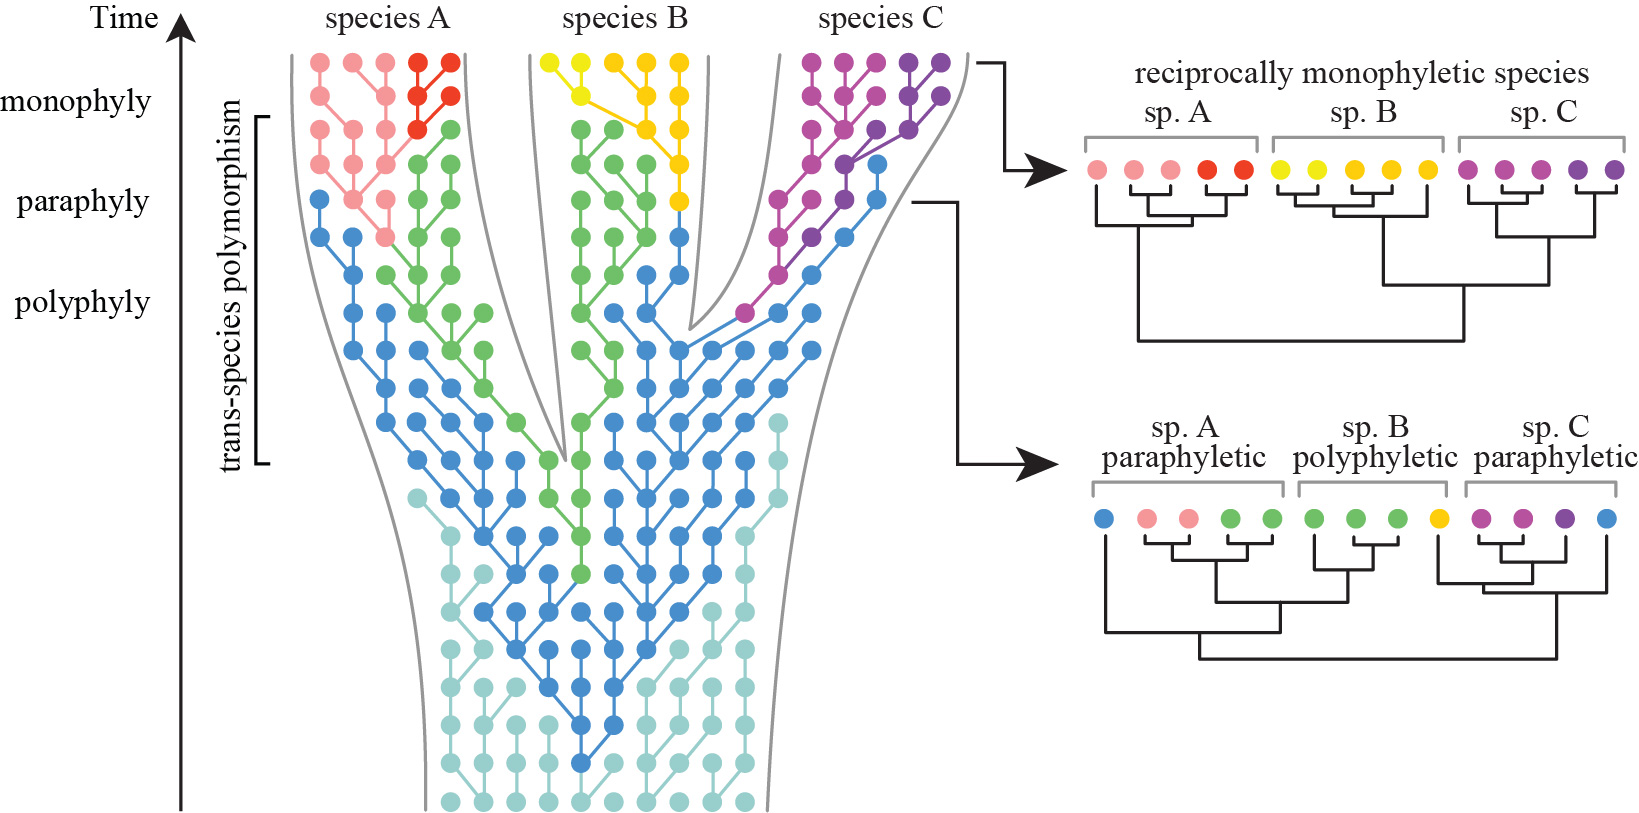 Time
species A
species B
species C
monophyly
paraphyly
polyphyly
trans-species polymorphism
reciprocally monophyletic species
sp. A
sp. B
sp. C
sp. A
paraphyletic
sp. B
polyphyletic
sp. C
paraphyletic